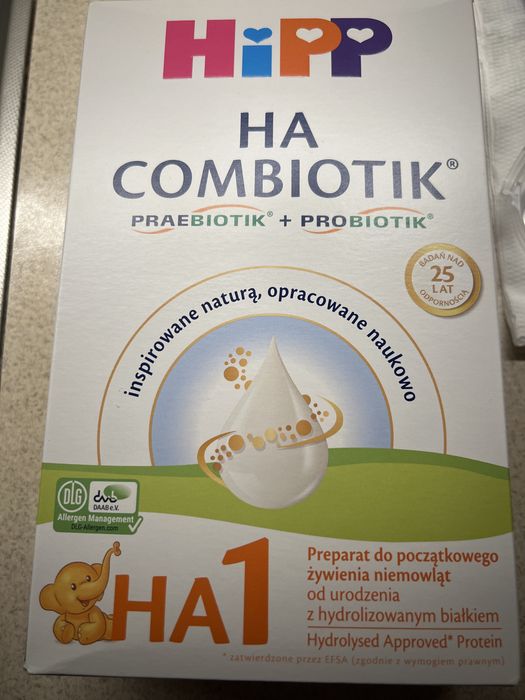 HiPP
HA
COMBIOTIK®
PRAEBIOTIK® + PROBIOTIK®
BADAŃ NAD
25
LAT
ODPORNOŚCIĄ
inspirowane naturą, opracowane naukowo
DLG
dvb
DAAB e.V.
Allergen Management
DLG-Allergen.com
HA1
Preparat do początkowego
żywienia niemowląt
od urodzenia
z hydrolizowanym białkiem
Hydrolysed Approved* Protein
* zatwierdzone przez EFSA (zgodnie z wymogiem prawnym)